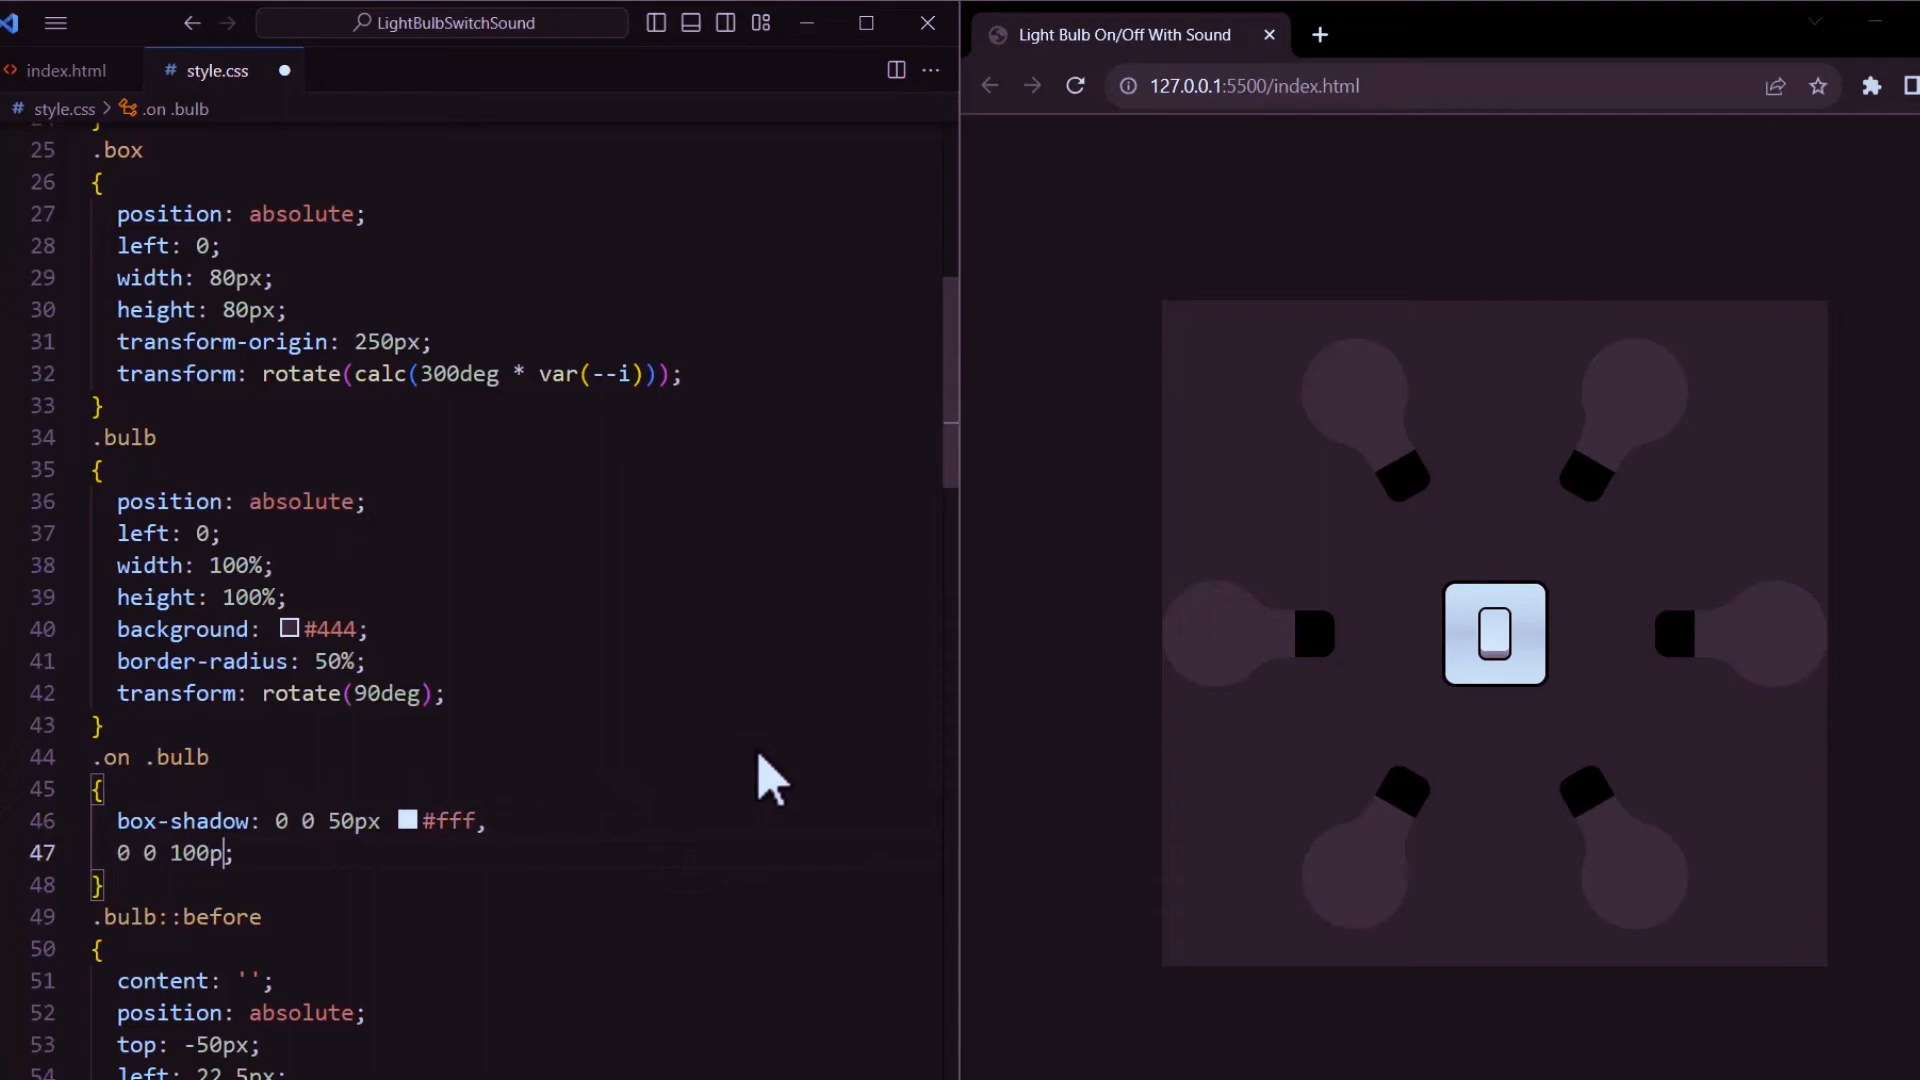 LightBulbSwitchSound
index.html
# style.css
# style.css > .on .bulb
25 .box
26 {
27 position: absolute;
28 left: 0;
29 width: 80px;
30 height: 80px;
31 transform-origin: 250px;
32 transform: rotate(calc(300deg * var(--i)));
33 }
34 .bulb
35 {
36 position: absolute;
37 left: 0;
38 width: 100%;
39 height: 100%;
40 background: #444;
41 border-radius: 50%;
42 transform: rotate(90deg);
43 }
44 .on .bulb
45 {
46 box-shadow: 0 0 50px #fff,
47 0 0 100p;
48 }
49 .bulb::before
50 {
51 content: '';
52 position: absolute;
53 top: -50px;
54 left: 22.5px;
Light Bulb On/Off With Sound
127.0.0.1:5500/index.html